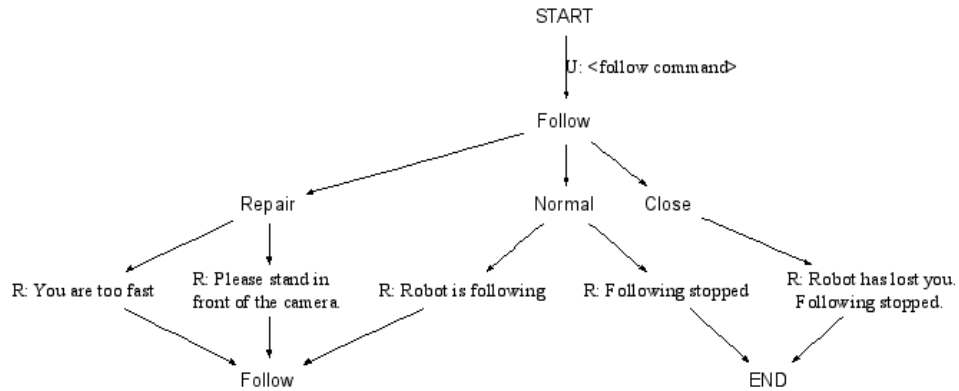 START
U: <follow command>
Follow
Repair
Normal
Close
R: You are too fast
R: Please stand in
front of the camera.
R: Robot is following
R: Following stopped
R: Robot has lost you.
Following stopped.
Follow
END